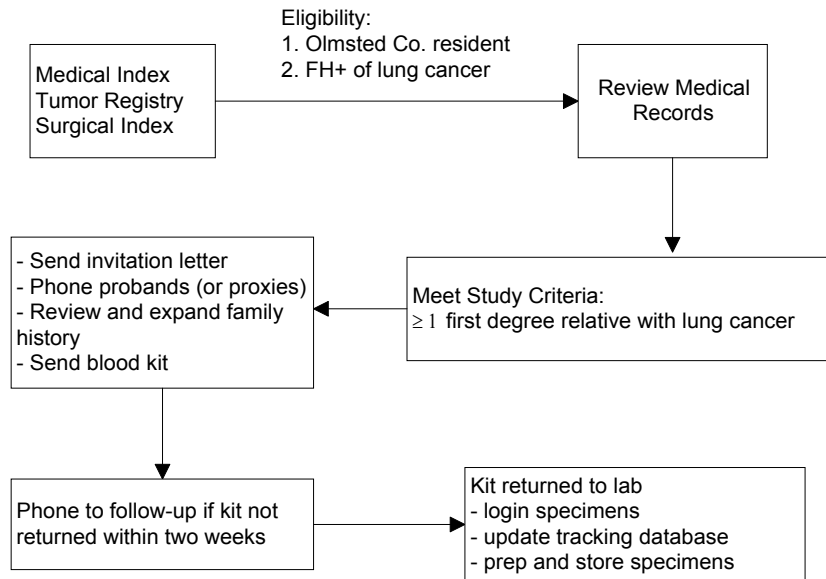 Eligibility:
1. Olmsted Co. resident
2. FH+ of lung cancer
Medical Index
Tumor Registry
Surgical Index
Review Medical
Records
Meet Study Criteria:
≥ 1 first degree relative with lung cancer
- Send invitation letter
- Phone probands (or proxies)
- Review and expand family
history
- Send blood kit
Phone to follow-up if kit not
returned within two weeks
Kit returned to lab
- login specimens
- update tracking database
- prep and store specimens